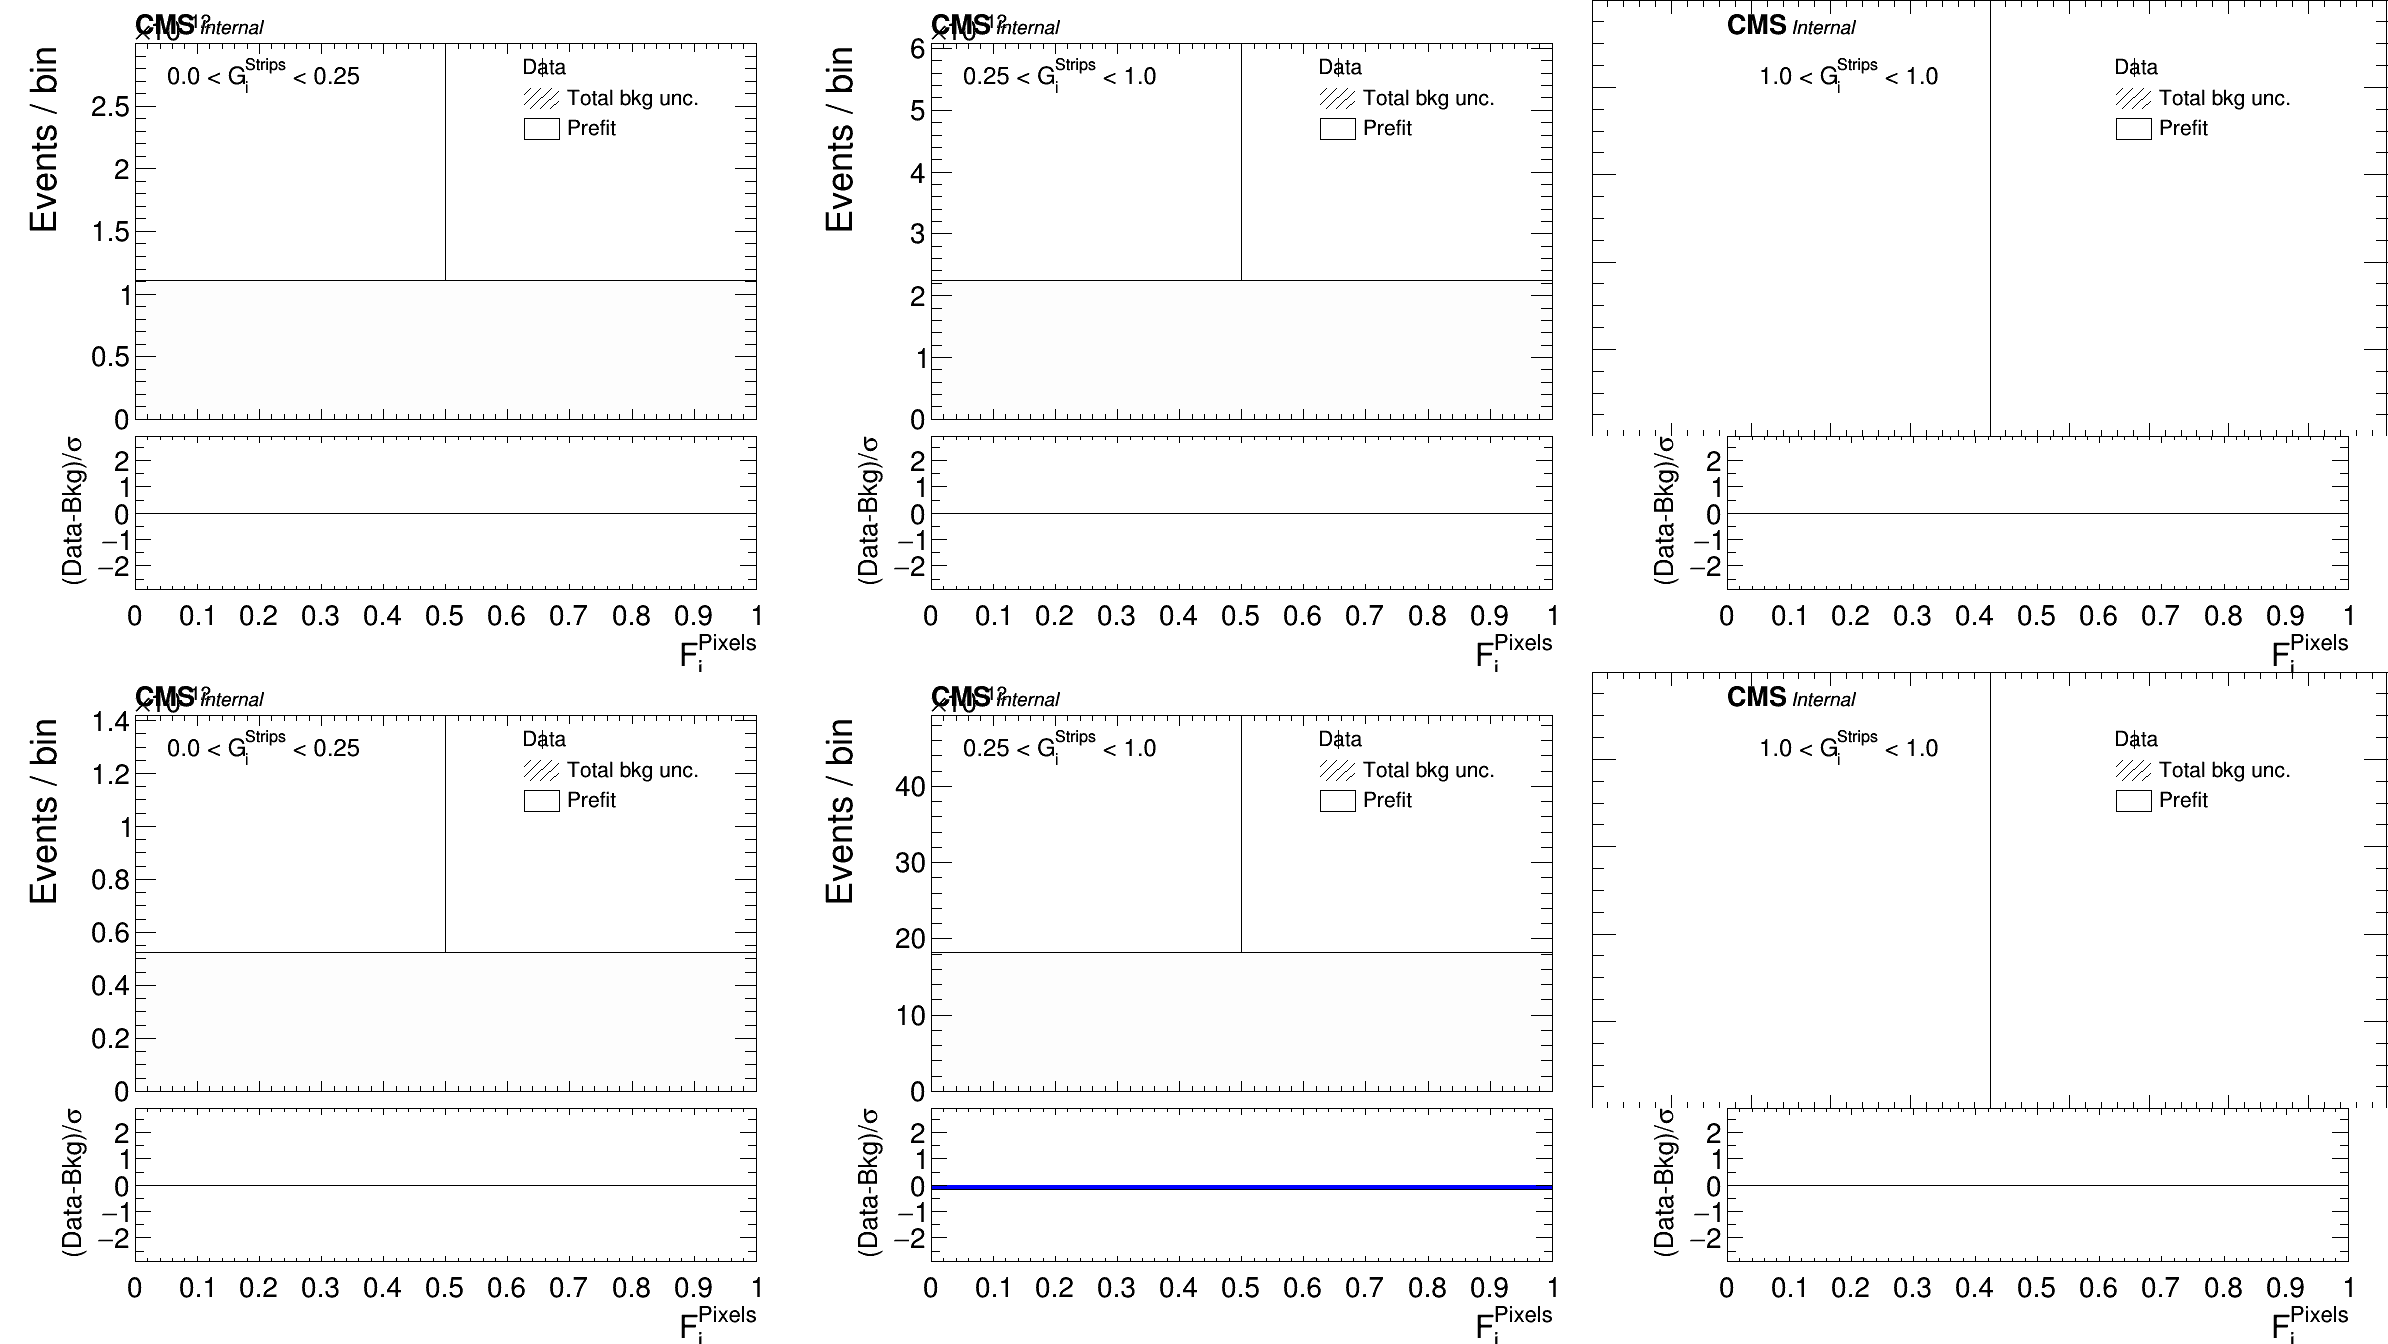 CMS Internal
0.0 < G_i^Strips < 0.25
Data
Total bkg unc.
Prefit
Events / bin
2.5
2
1.5
1
0.5
0
(Data-Bkg)/σ
2
1
0
−1
−2
0 0.1 0.2 0.3 0.4 0.5 0.6 0.7 0.8 0.9 1
F_i^Pixels
CMS Internal
0.25 < G_i^Strips < 1.0
Data
Total bkg unc.
Prefit
Events / bin
6
5
4
3
2
1
0
(Data-Bkg)/σ
2
1
0
−1
−2
0 0.1 0.2 0.3 0.4 0.5 0.6 0.7 0.8 0.9 1
F_i^Pixels
CMS Internal
1.0 < G_i^Strips < 1.0
Data
Total bkg unc.
Prefit
(Data-Bkg)/σ
2
1
0
−1
−2
0 0.1 0.2 0.3 0.4 0.5 0.6 0.7 0.8 0.9 1
F_i^Pixels
CMS Internal
0.0 < G_i^Strips < 0.25
Data
Total bkg unc.
Prefit
Events / bin
1.4
1.2
1
0.8
0.6
0.4
0.2
0
(Data-Bkg)/σ
2
1
0
−1
−2
0 0.1 0.2 0.3 0.4 0.5 0.6 0.7 0.8 0.9 1
F_i^Pixels
CMS Internal
0.25 < G_i^Strips < 1.0
Data
Total bkg unc.
Prefit
Events / bin
40
30
20
10
0
(Data-Bkg)/σ
2
1
0
−1
−2
0 0.1 0.2 0.3 0.4 0.5 0.6 0.7 0.8 0.9 1
F_i^Pixels
CMS Internal
1.0 < G_i^Strips < 1.0
Data
Total bkg unc.
Prefit
(Data-Bkg)/σ
2
1
0
−1
−2
0 0.1 0.2 0.3 0.4 0.5 0.6 0.7 0.8 0.9 1
F_i^Pixels